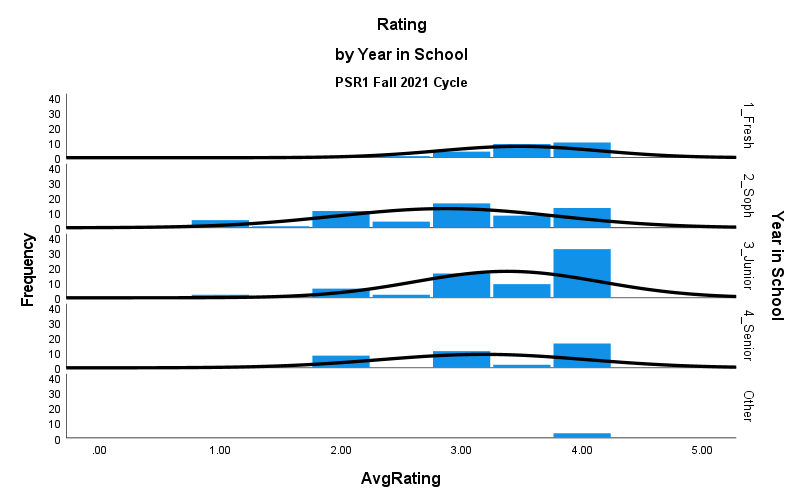 Rating
by Year in School
PSR1 Fall 2021 Cycle
40
30
20
10
0
1_Fresh
40
30
20
10
0
2_Soph
40
30
20
10
0
3_Junior
40
30
20
10
0
4_Senior
40
30
20
10
0
Other
Frequency
Year in School
.00 1.00 2.00 3.00 4.00 5.00
AvgRating